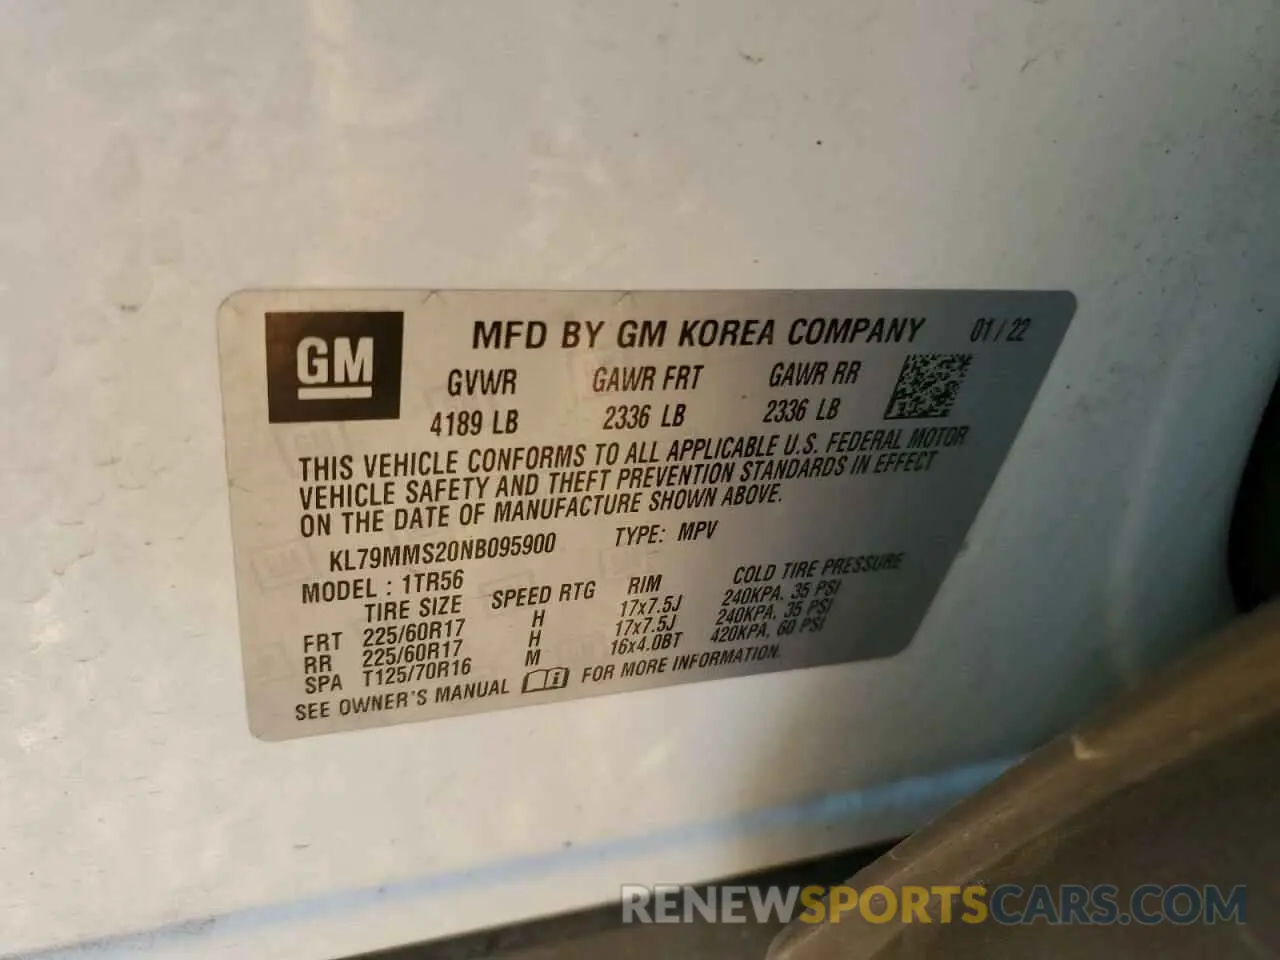 GM
MFD BY GM KOREA COMPANY 01 / 22
GVWR GAWR FRT GAWR RR
4189 LB 2336 LB 2336 LB
THIS VEHICLE CONFORMS TO ALL APPLICABLE U.S. FEDERAL MOTOR
VEHICLE SAFETY AND THEFT PREVENTION STANDARDS IN EFFECT
ON THE DATE OF MANUFACTURE SHOWN ABOVE.
KL79MMS20NB095900 TYPE: MPV
MODEL : 1TR56
TIRE SIZE SPEED RTG RIM COLD TIRE PRESSURE
FRT 225/60R17 H 17x7.5J 240KPA, 35 PSI
RR 225/60R17 H 17x7.5J 240KPA, 35 PSI
SPA T125/70R16 M 16x4.0BT 420KPA, 60 PSI
SEE OWNER'S MANUAL FOR MORE INFORMATION.
RENEWSPORTSCARS.COM